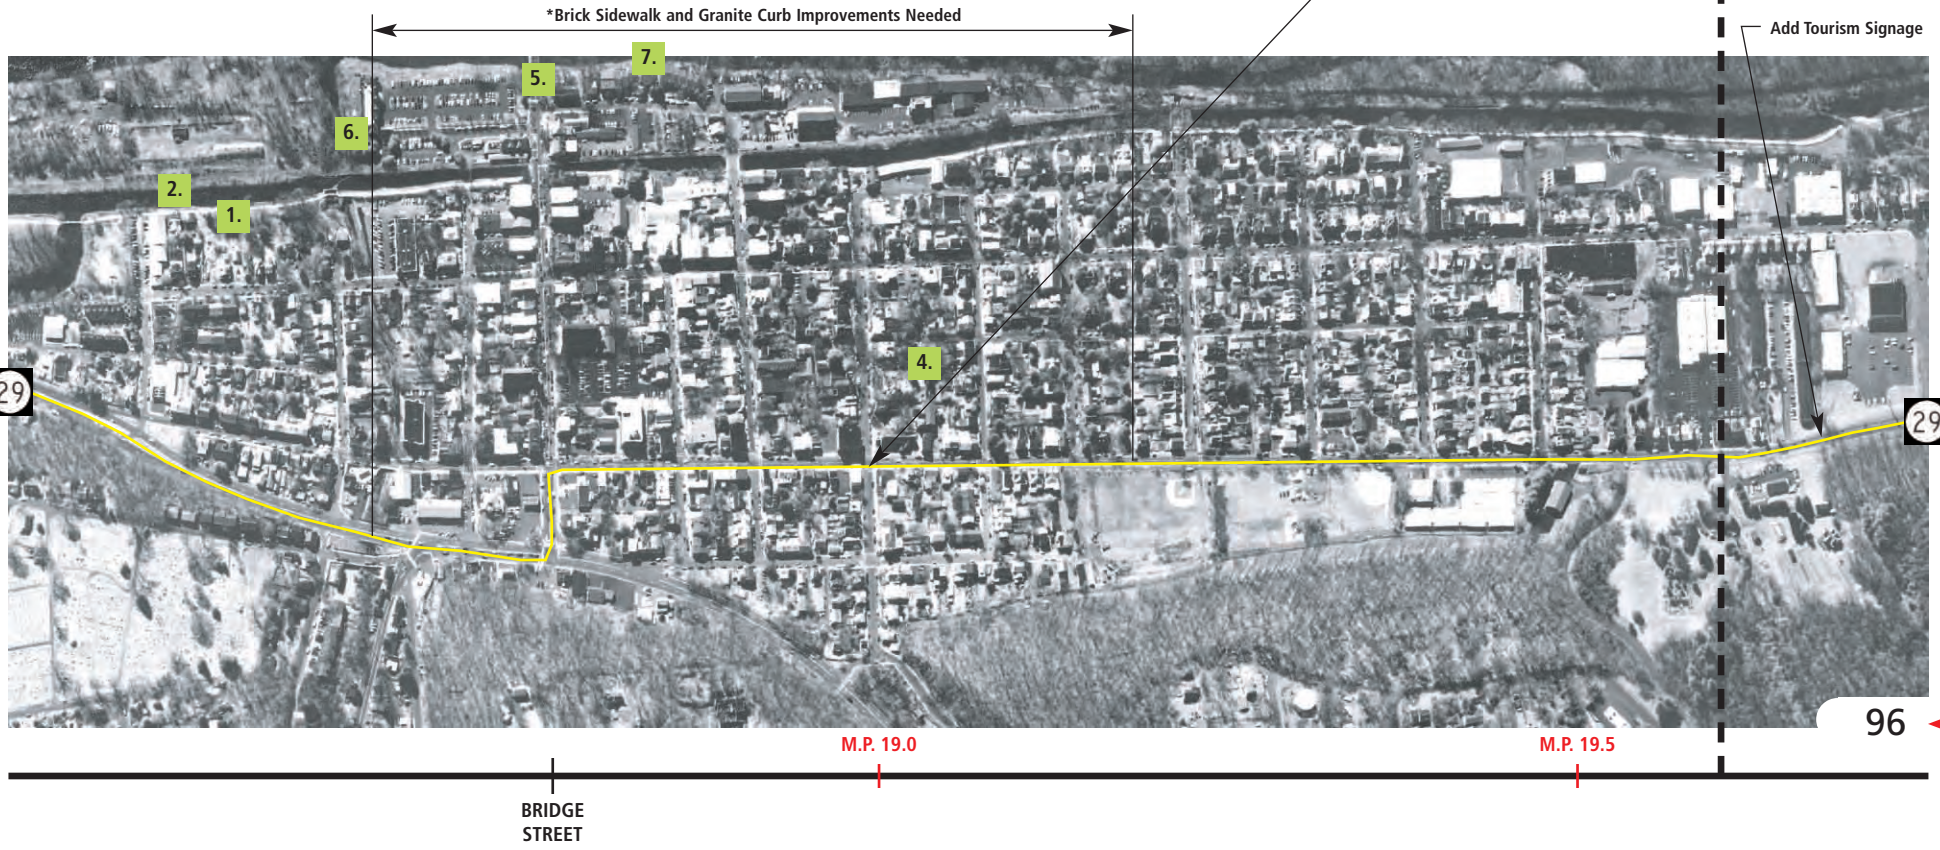 *Brick Sidewalk and Granite Curb Improvements Needed
Add Tourism Signage
7.
5.
6.
2.
1.
4.
29
29
96
M.P. 19.0
M.P. 19.5
BRIDGE
STREET